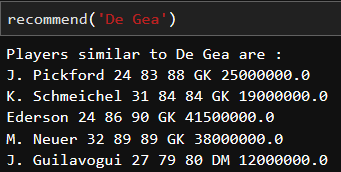 recommend('De Gea')
Players similar to De Gea are :
J. Pickford 24 83 88 GK 25000000.0
K. Schmeichel 31 84 84 GK 19000000.0
Ederson 24 86 90 GK 41500000.0
M. Neuer 32 89 89 GK 38000000.0
J. Guilavogui 27 79 80 DM 12000000.0